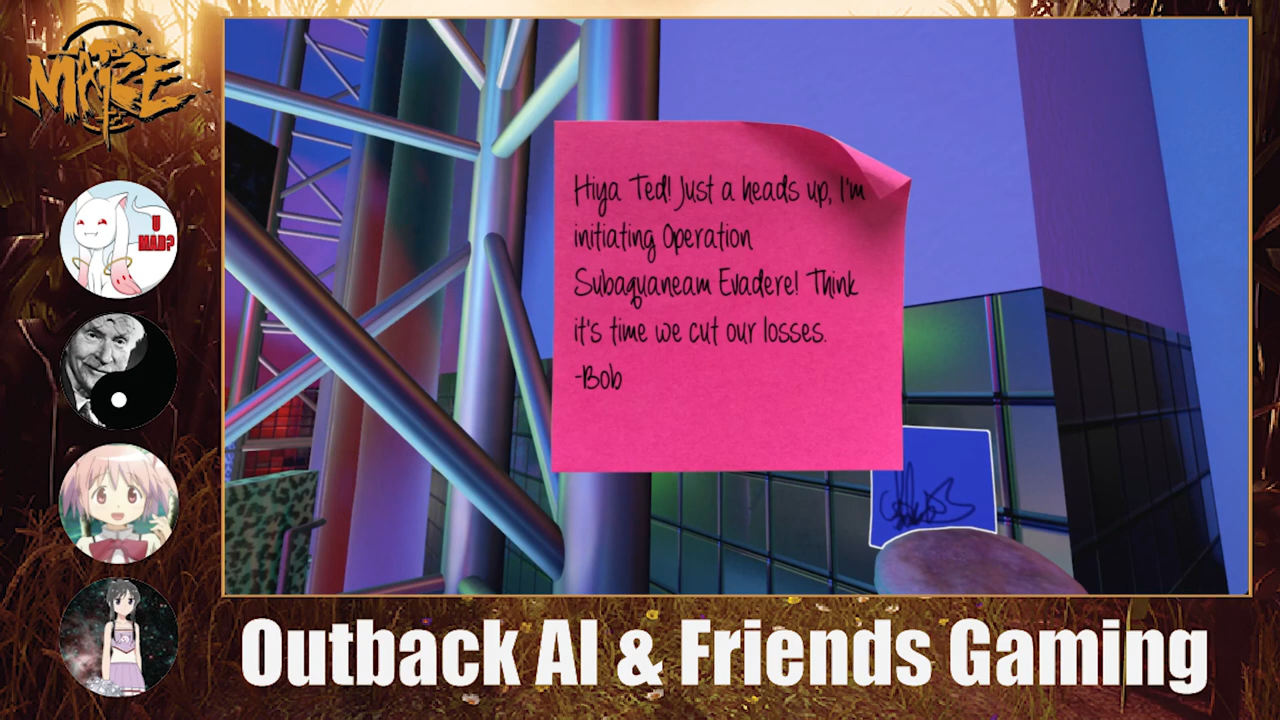 MAIZE
U
MAD?
Hiya Ted! Just a heads up, I'm
initiating Operation
Subaquaneam Evadere! Think
it's time we cut our losses.
-Bob
Outback AI & Friends Gaming